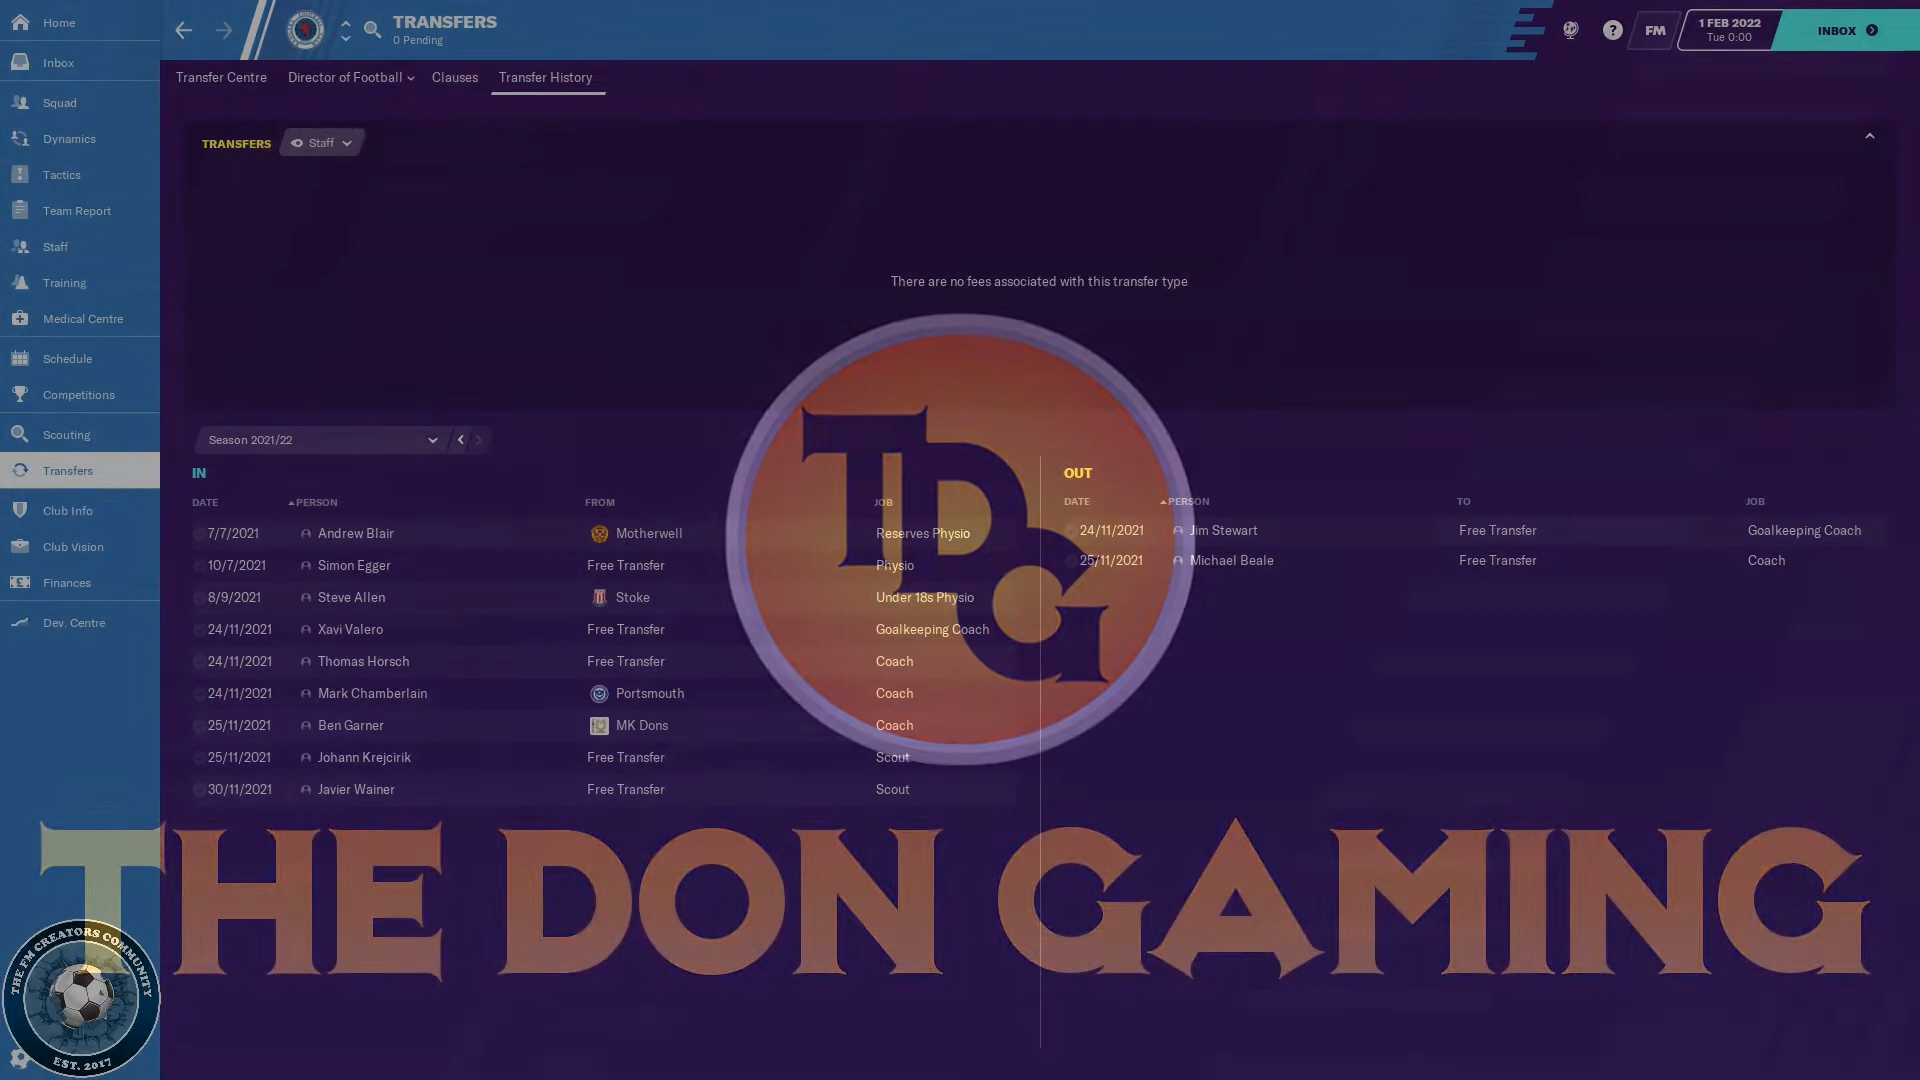 Home
Inbox
Squad
Dynamics
Tactics
Team Report
Staff
Training
Medical Centre
Schedule
Competitions
Scouting
Transfers
Club Info
Club Vision
Finances
Dev. Centre
TRANSFERS
0 Pending
? FM 1 FEB 2022 INBOX
Tue 0:00
Transfer Centre Director of Football Clauses Transfer History
TRANSFERS Staff
There are no fees associated with this transfer type
Season 2021/22
IN
DATE PERSON FROM JOB
7/7/2021 Andrew Blair Motherwell Reserves Physio
10/7/2021 Simon Egger Free Transfer Physio
8/9/2021 Steve Allen Stoke Under 18s Physio
24/11/2021 Xavi Valero Free Transfer Goalkeeping Coach
24/11/2021 Thomas Horsch Free Transfer Coach
24/11/2021 Mark Chamberlain Portsmouth Coach
25/11/2021 Ben Garner MK Dons Coach
25/11/2021 Johann Krejcirik Free Transfer Scout
30/11/2021 Javier Wainer Free Transfer Scout
OUT
DATE PERSON TO JOB
24/11/2021 Jim Stewart Free Transfer Goalkeeping Coach
25/11/2021 Michael Beale Free Transfer Coach
TDG
THE DON GAMING
THE FM CREATORS COMMUNITY
EST. 2017